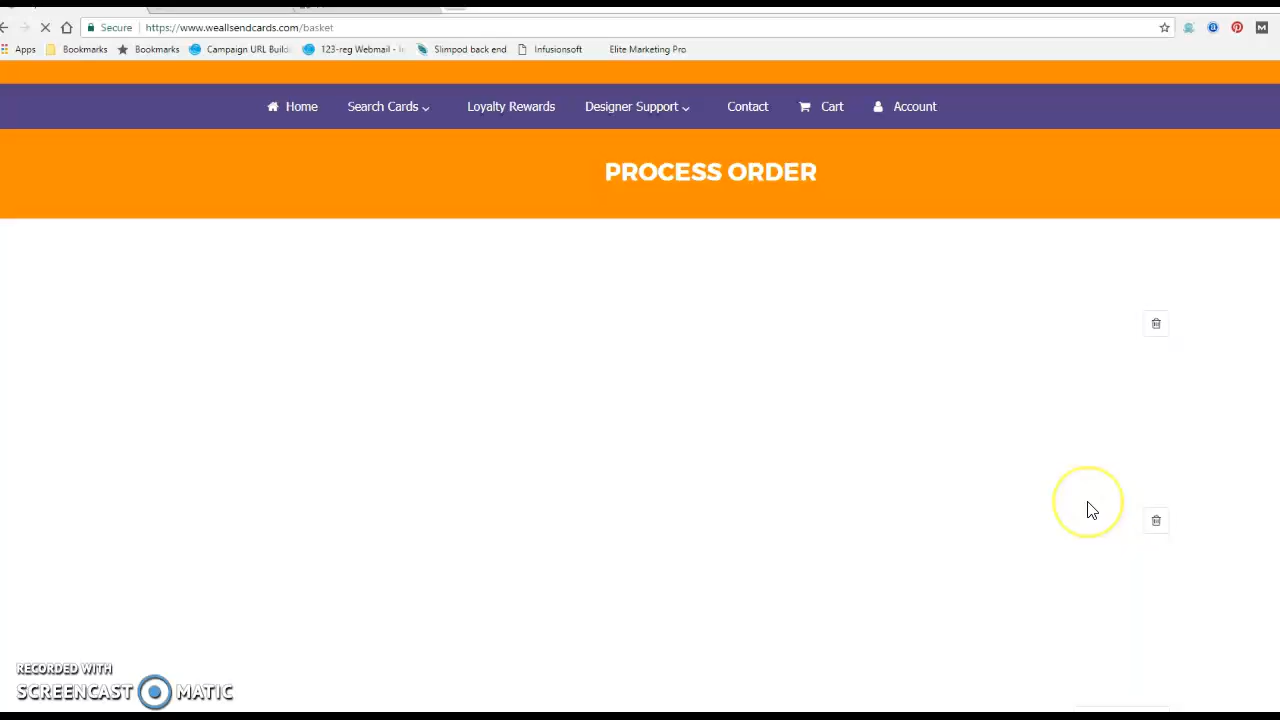 Secure https://www.weallsendcards.com/basket
Apps Bookmarks Bookmarks Campaign URL Build 123-reg Webmail - Slimpod back end Infusionsoft Elite Marketing Pro
Home Search Cards Loyalty Rewards Designer Support Contact Cart Account
PROCESS ORDER
RECORDED WITH
SCREENCAST MATIC